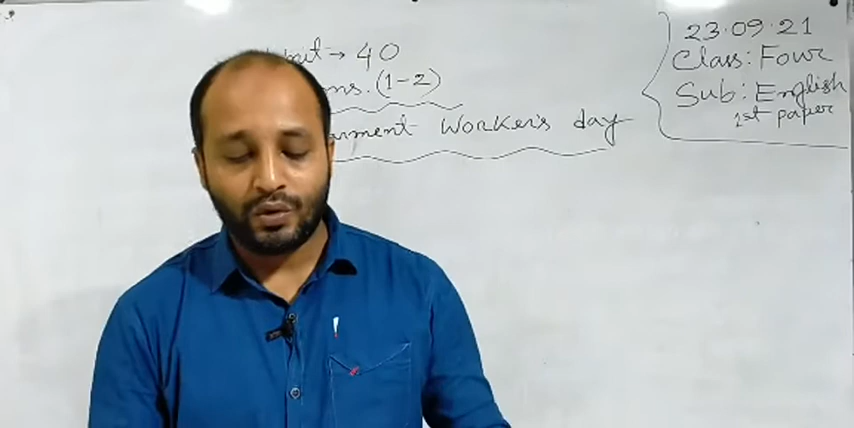 → 40
(1-2)
Worker's day
23.09.21
Class: Four
Sub: English
1st paper